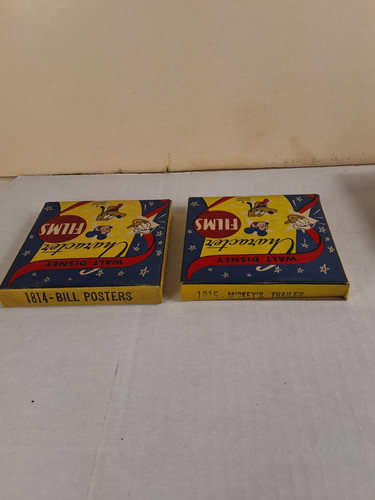 WALT DISNEY
Character
FILMS
1814-BILL POSTERS
WALT DISNEY
Character
FILMS
1815-MICKEY'S TRAILER